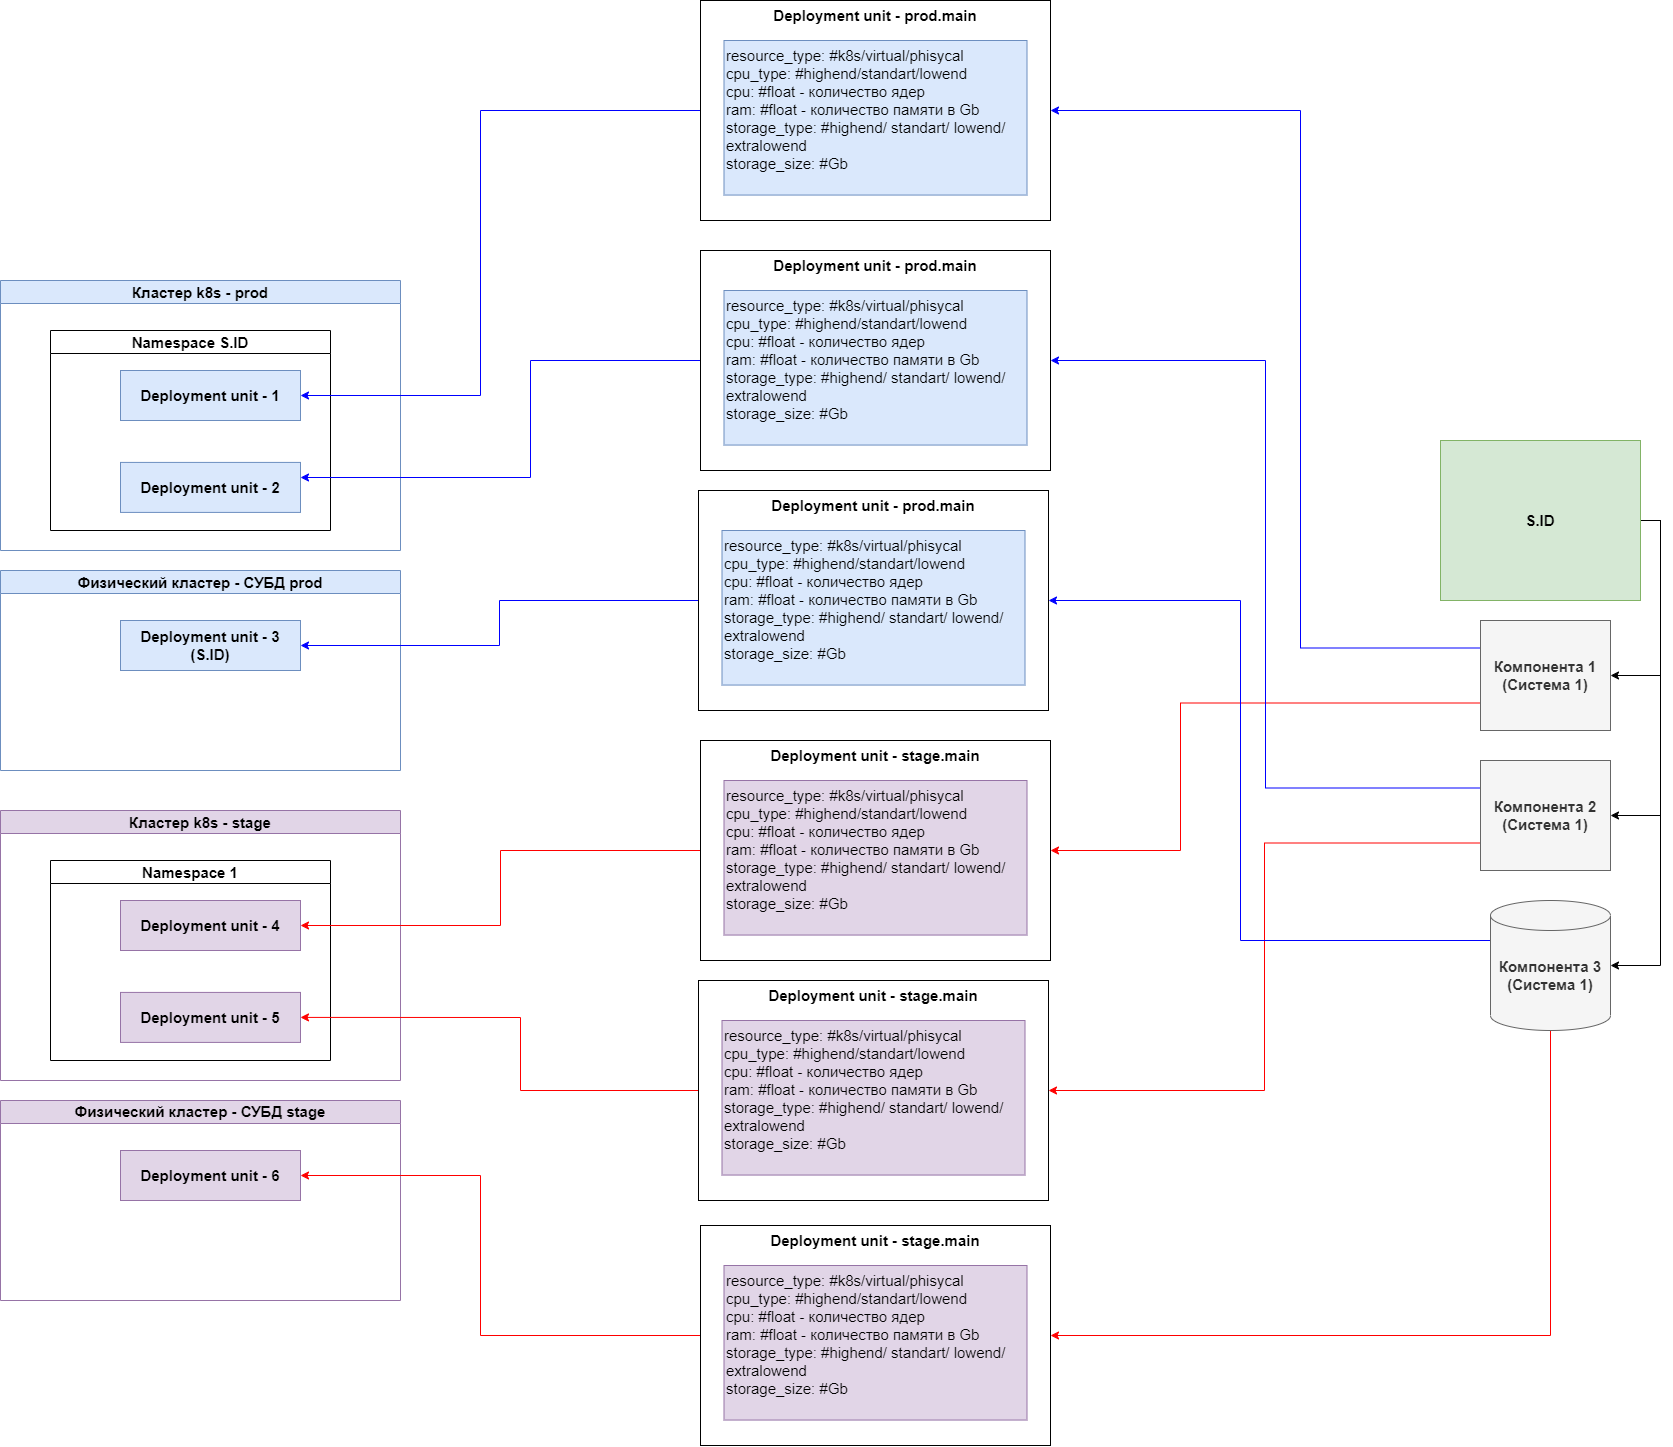 Deployment unit - prod.main
resource_type: #k8s/virtual/phisycal
cpu_type: #highend/standart/lowend
cpu: #float - количество ядер
ram: #float - количество памяти в Gb
storage_type: #highend/ standart/ lowend/
extralowend
storage_size: #Gb
Deployment unit - prod.main
resource_type: #k8s/virtual/phisycal
cpu_type: #highend/standart/lowend
cpu: #float - количество ядер
ram: #float - количество памяти в Gb
storage_type: #highend/ standart/ lowend/
extralowend
storage_size: #Gb
Кластер k8s - prod
Namespace S.ID
Deployment unit - 1
Deployment unit - 2
Deployment unit - prod.main
resource_type: #k8s/virtual/phisycal
cpu_type: #highend/standart/lowend
cpu: #float - количество ядер
ram: #float - количество памяти в Gb
storage_type: #highend/ standart/ lowend/
extralowend
storage_size: #Gb
S.ID
Физический кластер - СУБД prod
Deployment unit - 3
(S.ID)
Компонента 1
(Система 1)
Deployment unit - stage.main
resource_type: #k8s/virtual/phisycal
cpu_type: #highend/standart/lowend
cpu: #float - количество ядер
ram: #float - количество памяти в Gb
storage_type: #highend/ standart/ lowend/
extralowend
storage_size: #Gb
Компонента 2
(Система 1)
Кластер k8s - stage
Namespace 1
Deployment unit - 4
Deployment unit - 5
Компонента 3
(Система 1)
Deployment unit - stage.main
resource_type: #k8s/virtual/phisycal
cpu_type: #highend/standart/lowend
cpu: #float - количество ядер
ram: #float - количество памяти в Gb
storage_type: #highend/ standart/ lowend/
extralowend
storage_size: #Gb
Физический кластер - СУБД stage
Deployment unit - 6
Deployment unit - stage.main
resource_type: #k8s/virtual/phisycal
cpu_type: #highend/standart/lowend
cpu: #float - количество ядер
ram: #float - количество памяти в Gb
storage_type: #highend/ standart/ lowend/
extralowend
storage_size: #Gb